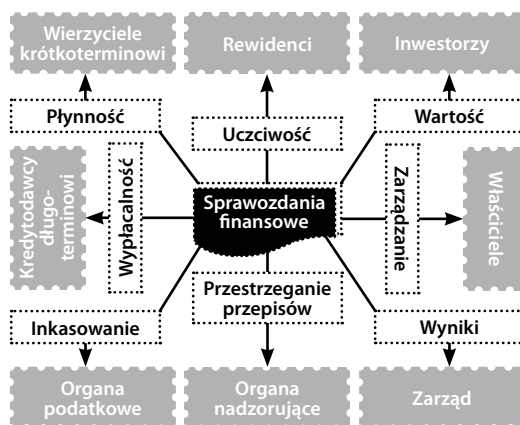 Wierzyciele
krótkoterminowi
Rewidenci
Inwestorzy
Płynność
Uczciwość
Wartość
Kredytodawcy
długo-
terminowi
Wypłacalność
Sprawozdania
finansowe
Zarządzanie
Właściciele
Przestrzeganie
przepisów
Inkasowanie
Wyniki
Organa
podatkowe
Organa
nadzorujące
Zarząd